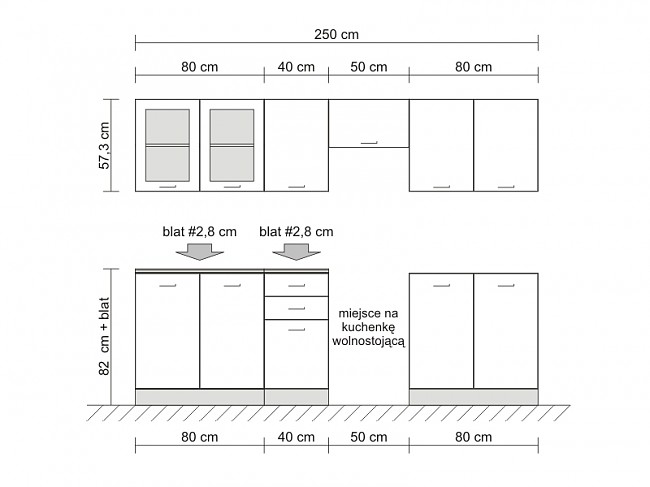 250 cm
80 cm 40 cm 50 cm 80 cm
57,3 cm
blat #2,8 cm blat #2,8 cm
82 cm + blat
miejsce na
kuchenkę
wolnostojącą
80 cm 40 cm 50 cm 80 cm